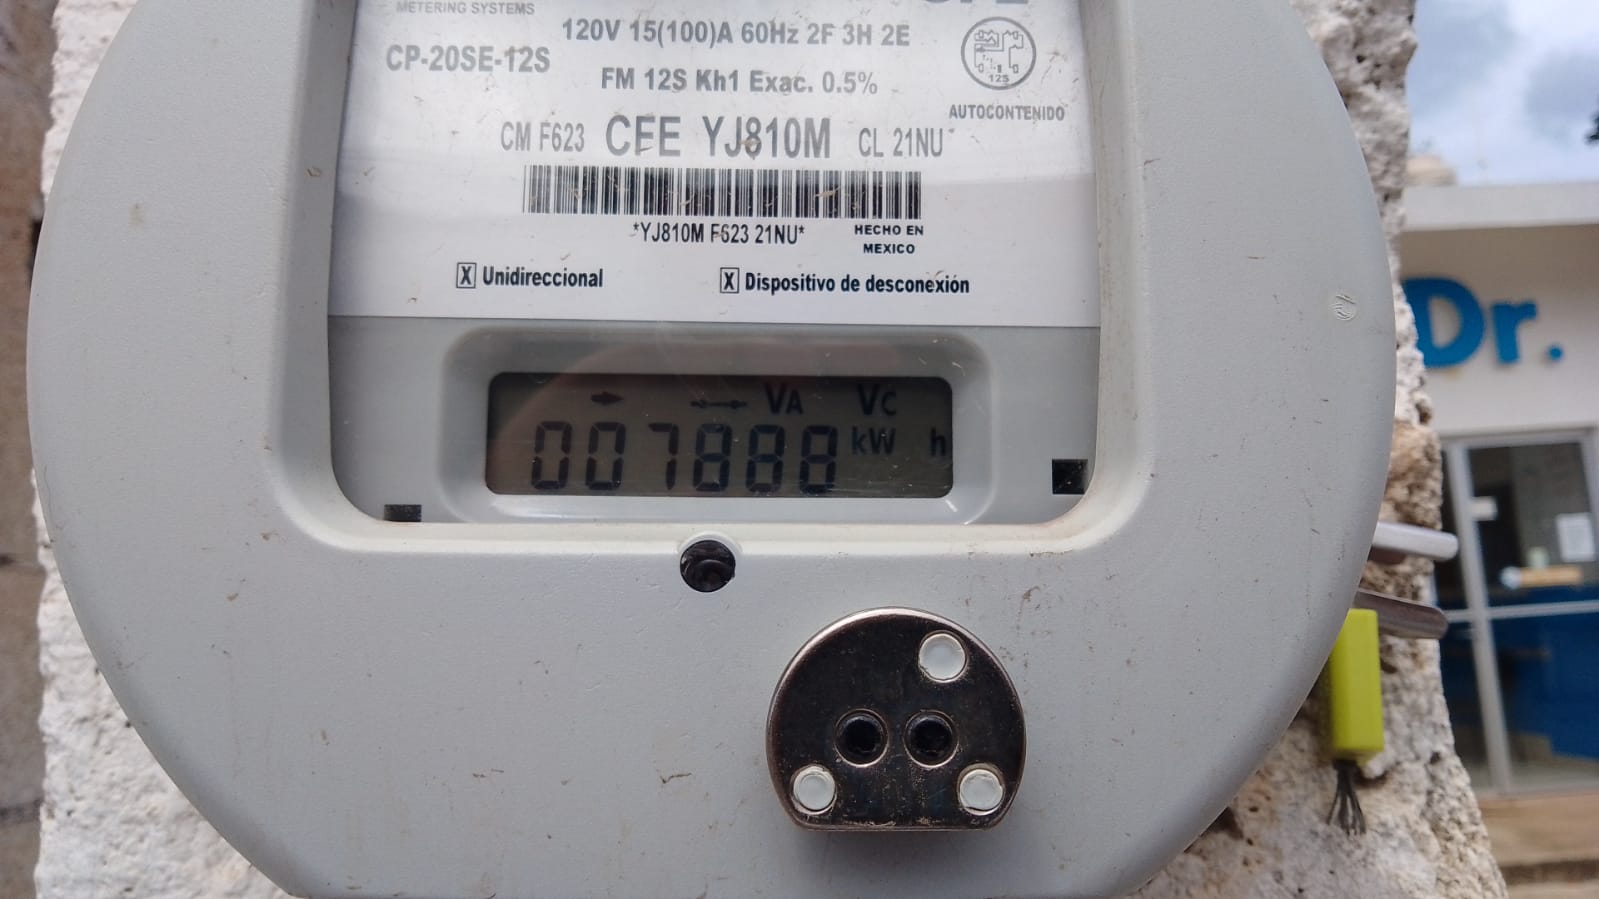 METERING SYSTEMS
120V 15(100)A 60Hz 2F 3H 2E
CP-20SE-12S
FM 12S Kh1 Exac. 0.5%
12S
AUTOCONTENIDO
CM F623 CFE YJ810M CL 21NU
*YJ810M F623 21NU*
HECHO EN
MEXICO
X Unidireccional
X Dispositivo de desconexión
VA VC
007888 kW h
Dr.